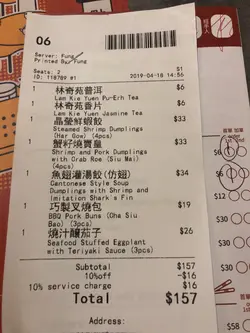 06
Server: Fung
Printed By: Fung
2019-04-18 14:56
Seats: 2
S1
ID: 118789 #1
1 林奇苑普洱 $6
Lam Kie Yuen Pu-Erh Tea
1 林奇苑香片 $6
Lam Kie Yuen Jasmine Tea
1 晶瑩鮮蝦餃 $33
Steamed Shrimp Dumplings
(Har Gow) (4pcs)
1 蟹籽燒賣皇 $33
Shrimp and Pork Dumplings
with Crab Roe (Siu Mai)
(4pcs)
1 魚翅灌湯餃(仿翅) $34
Cantonese Style Soup
Dumplings with Shrimp and
Imitation Shark's Fin
1 巧製叉燒包 $19
BBQ Pork Buns (Cha Siu
Bao) (3pcs)
1 燒汁釀茄子 $26
Seafood Stuffed Eggplant
with Teriyaki Sauce (3pcs)
Subtotal $157
10%off -$16
10% service charge $16
Total $157
Address: